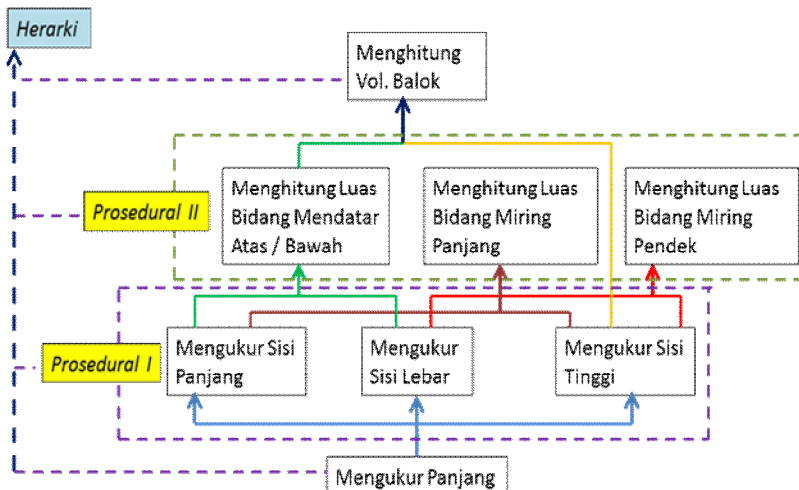 Herarki
Menghitung
Vol. Balok
Prosedural II
Menghitung Luas
Bidang Mendatar
Atas / Bawah
Menghitung Luas
Bidang Miring
Panjang
Menghitung Luas
Bidang Miring
Pendek
Prosedural I
Mengukur Sisi
Panjang
Mengukur
Sisi Lebar
Mengukur Sisi
Tinggi
Mengukur Panjang